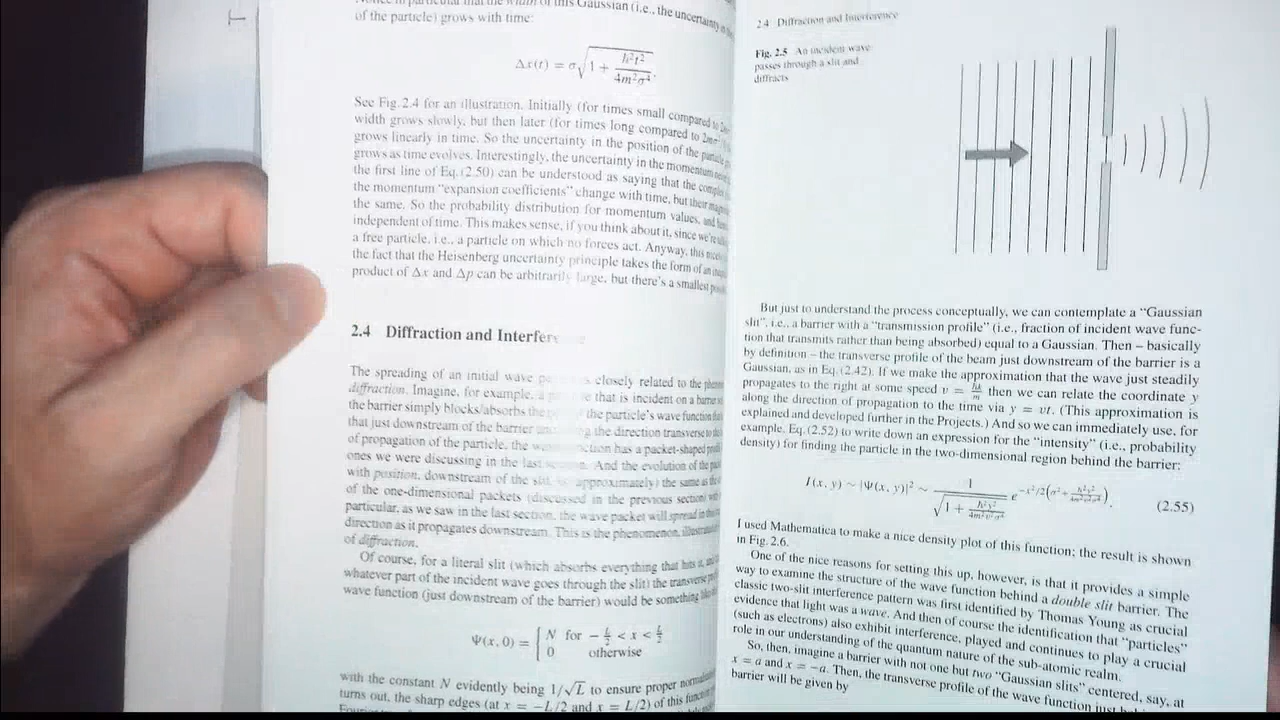 of the particle) grows with time:
Δx(t) = σ√(1 + ħ²t²/4m²σ⁴).
See Fig. 2.4 for an illustration. Initially (for times small compared to
width grows slowly, but then later (for times long compared to
grows linearly in time. So the uncertainty in the position of the particle
grows as time evolves. Interestingly, the uncertainty in the momentum
the first line of Eq. (2.50) can be understood as saying that the
the momentum "expansion coefficients" change with time, but their
the same. So the probability distribution for momentum values, and
independent of time. This makes sense, if you think about it, since we're
a free particle, i.e., a particle on which no forces act. Anyway, this
the fact that the Heisenberg uncertainty principle takes the form of an
product of Δx and Δp can be arbitrarily large, but there's a smallest
2.4 Diffraction and
The spreading of an initial wave closely related to the
diffraction. Imagine, for example, that is incident on a barrier
the barrier simply blocks/absorbs the the particle's wave function
that just downstream of the barrier the direction transverse to the
of propagation of the particle, the has a packet-shaped
ones we were discussing in the last And the evolution of the
with position, downstream of the slit, approximately) the same as
of the one-dimensional packets (discussed in the previous section)
particular, as we saw in the last section, the wave packet will spread in
direction as it propagates downstream. This is the phenomenon,
of diffraction.
Of course, for a literal slit (which absorbs everything that hits it,
whatever part of the incident wave goes through the slit) the transverse
wave function (just downstream of the barrier) would be something
Ψ(x, 0) = { N for −L/2 < x < L/2
0 otherwise
with the constant N evidently being 1/√L to ensure proper
turns out, the sharp edges (at x = −L/2 and x = L/2) of this
2.4 Diffraction and Interference
Fig. 2.5 An incident wave
passes through a slit and
diffracts
But just to understand the process conceptually, we can contemplate a "Gaussian
slit", i.e., a barrier with a "transmission profile" (i.e., fraction of incident wave func-
tion that transmits rather than being absorbed) equal to a Gaussian. Then – basically
by definition – the transverse profile of the beam just downstream of the barrier is a
Gaussian, as in Eq. (2.42). If we make the approximation that the wave just steadily
propagates to the right at some speed v = ħk/m then we can relate the coordinate y
along the direction of propagation to the time via y = vt. (This approximation is
explained and developed further in the Projects.) And so we can immediately use, for
example, Eq. (2.52) to write down an expression for the "intensity" (i.e., probability
density) for finding the particle in the two-dimensional region behind the barrier:
I(x, y) ~ |Ψ(x, y)|² ~ 1/√(1 + ħ²y²/4m²v²σ⁴) e^(−x²/2(σ² + ħ²y²/4m²v²σ²)). (2.55)
I used Mathematica to make a nice density plot of this function; the result is shown
in Fig. 2.6.
One of the nice reasons for setting this up, however, is that it provides a simple
way to examine the structure of the wave function behind a double slit barrier. The
classic two-slit interference pattern was first identified by Thomas Young as crucial
evidence that light was a wave. And then of course the identification that "particles"
(such as electrons) also exhibit interference, played and continues to play a crucial
role in our understanding of the quantum nature of the sub-atomic realm.
So, then, imagine a barrier with not one but two "Gaussian slits" centered, say, at
x = a and x = −a. Then, the transverse profile of the wave function just
barrier will be given by